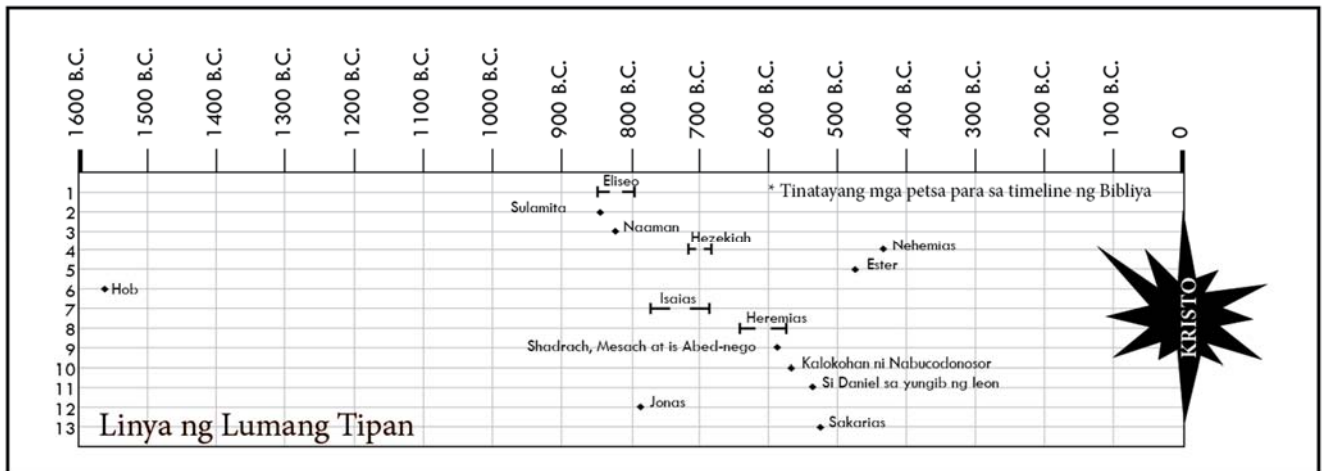 1600 B.C.
1500 B.C.
1400 B.C.
1300 B.C.
1200 B.C.
1100 B.C.
1000 B.C.
900 B.C.
800 B.C.
700 B.C.
600 B.C.
500 B.C.
400 B.C.
300 B.C.
200 B.C.
100 B.C.
0
1
Eliseo
* Tinatayang mga petsa para sa timeline ng Bibliya
2
Sulamita
3
Naaman
4
Hezekiah
Nehemias
5
Ester
6
Hob
7
Isaias
8
Heremias
9
Shadrach, Mesach at is Abed-nego
10
Kalokohan ni Nabucodonosor
11
Si Daniel sa yungib ng leon
12
Jonas
13
Sakarias
Linya ng Lumang Tipan
KRISTO